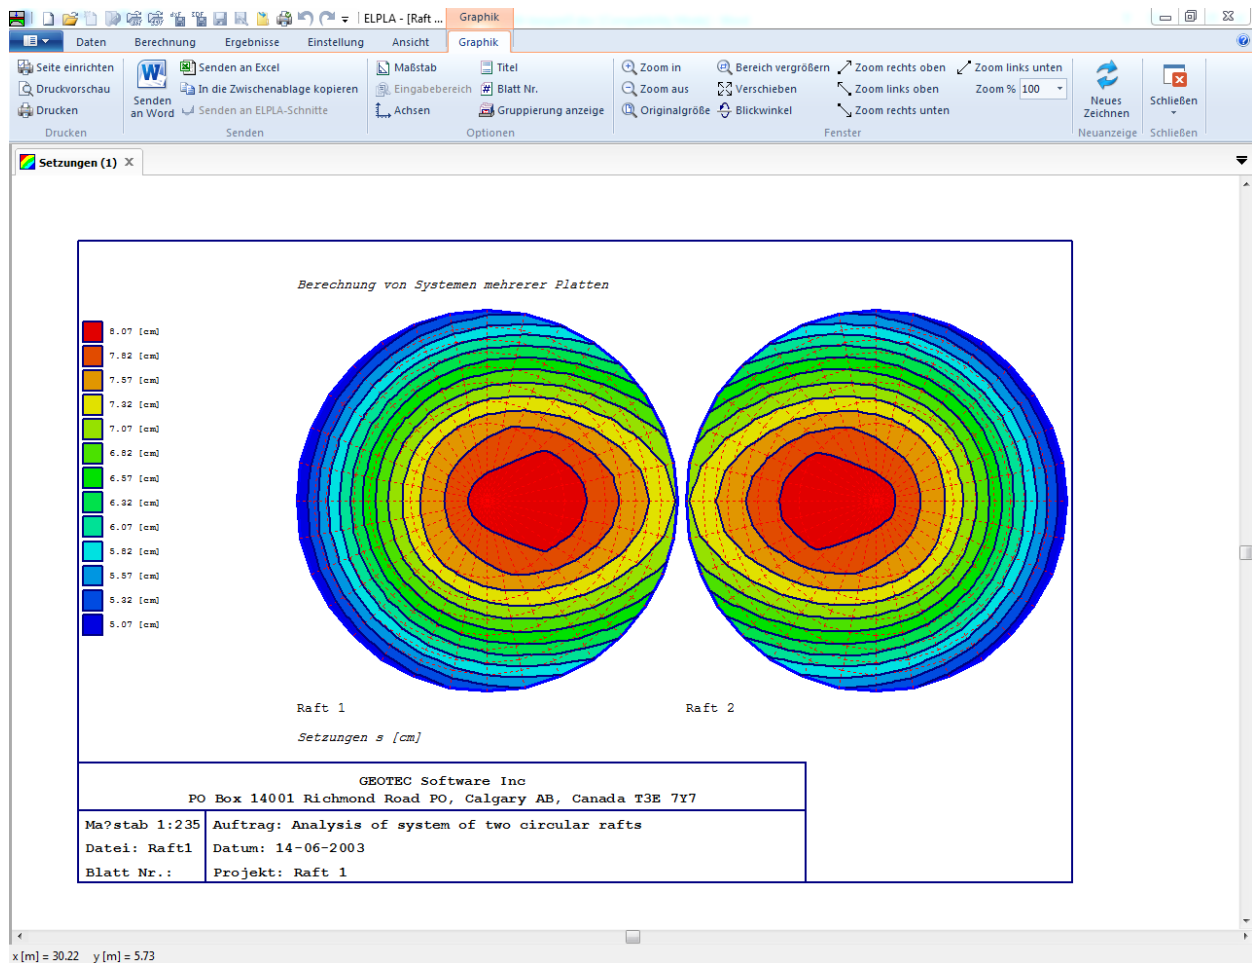 ELPLA - [Raft ...
Graphik
Daten
Berechnung
Ergebnisse
Einstellung
Ansicht
Graphik
Seite einrichten
Druckvorschau
Drucken
Drucken
Senden an Word
Senden an Excel
In die Zwischenablage kopieren
Senden an ELPLA-Schnitte
Senden
Maßstab
Eingabebereich
Achsen
Titel
Blatt Nr.
Gruppierung anzeige
Optionen
Zoom in
Zoom aus
Originalgröße
Bereich vergrößern
Verschieben
Blickwinkel
Zoom rechts oben
Zoom links oben
Zoom rechts unten
Zoom links unten
Zoom % 100
Fenster
Neues Zeichnen
Neuanzeige
Schließen
Schließen
Setzungen (1)
Berechnung von Systemen mehrerer Platten
8.07 [cm]
7.82 [cm]
7.57 [cm]
7.32 [cm]
7.07 [cm]
6.82 [cm]
6.57 [cm]
6.32 [cm]
6.07 [cm]
5.82 [cm]
5.57 [cm]
5.32 [cm]
5.07 [cm]
Raft 1
Raft 2
Setzungen s [cm]
GEOTEC Software Inc
PO Box 14001 Richmond Road PO, Calgary AB, Canada T3E 7Y7
Ma?stab 1:235
Auftrag: Analysis of system of two circular rafts
Datei: Raft1
Datum: 14-06-2003
Blatt Nr.:
Projekt: Raft 1
x [m] = 30.22 y [m] = 5.73